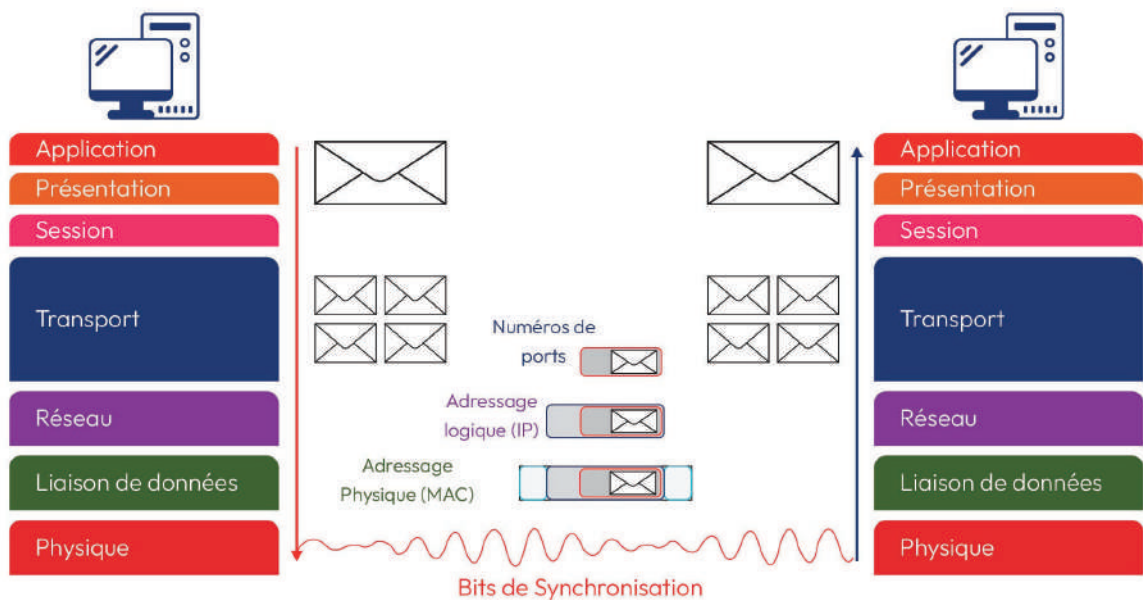 Application
Présentation
Session
Transport
Réseau
Liaison de données
Physique
Numéros de
ports
Adressage
logique (IP)
Adressage
Physique (MAC)
Bits de Synchronisation
Application
Présentation
Session
Transport
Réseau
Liaison de données
Physique